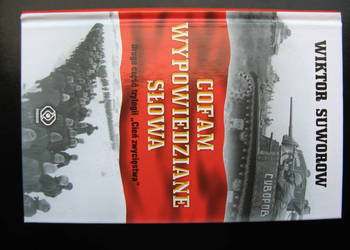 WIKTOR SUWOROW
COFAM
WYPOWIEDZIANE
SŁOWA
Druga część trylogii „Cień zwycięstwa”
СУВОРОВ